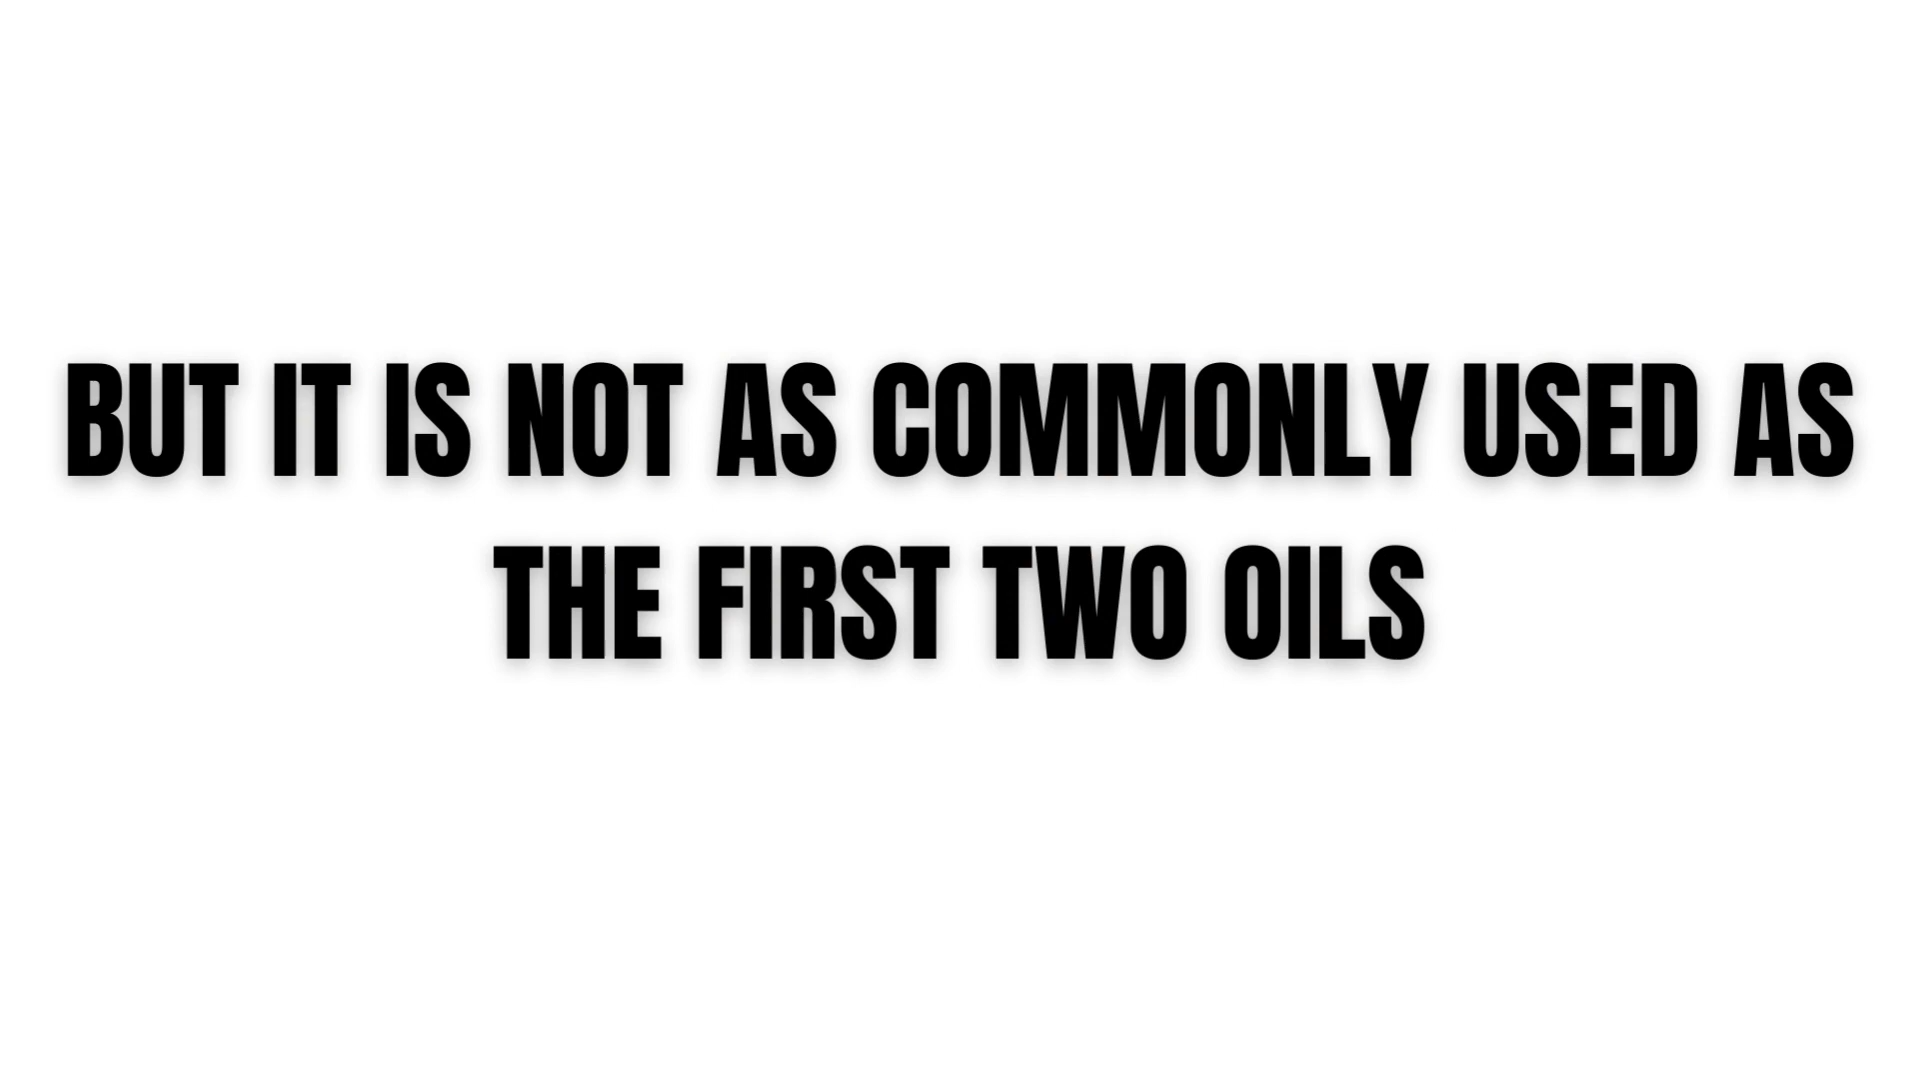 BUT IT IS NOT AS COMMONLY USED AS
THE FIRST TWO OILS